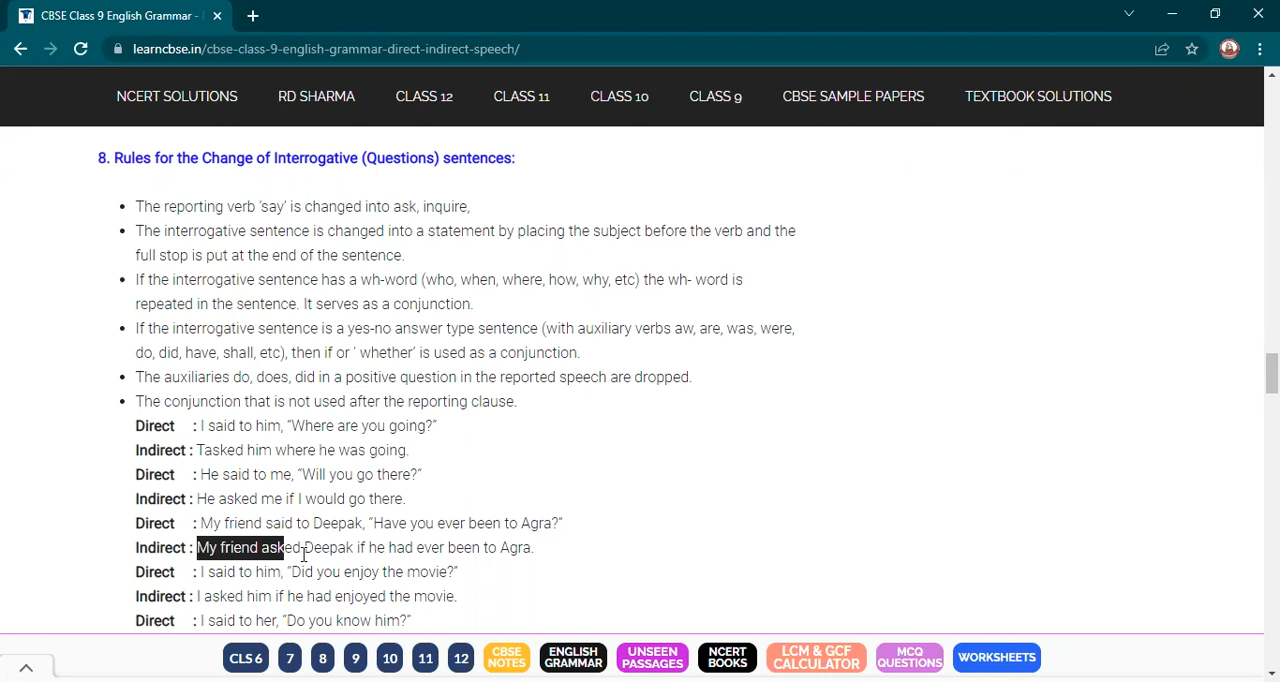 CBSE Class 9 English Grammar -
learncbse.in/cbse-class-9-english-grammar-direct-indirect-speech/
NCERT SOLUTIONS RD SHARMA CLASS 12 CLASS 11 CLASS 10 CLASS 9 CBSE SAMPLE PAPERS TEXTBOOK SOLUTIONS
8. Rules for the Change of Interrogative (Questions) sentences:
• The reporting verb ‘say’ is changed into ask, inquire,
• The interrogative sentence is changed into a statement by placing the subject before the verb and the
full stop is put at the end of the sentence.
• If the interrogative sentence has a wh-word (who, when, where, how, why, etc) the wh- word is
repeated in the sentence. It serves as a conjunction.
• If the interrogative sentence is a yes-no answer type sentence (with auxiliary verbs aw, are, was, were,
do, did, have, shall, etc), then if or ‘ whether’ is used as a conjunction.
• The auxiliaries do, does, did in a positive question in the reported speech are dropped.
• The conjunction that is not used after the reporting clause.
Direct : I said to him, “Where are you going?”
Indirect : Tasked him where he was going.
Direct : He said to me, “Will you go there?”
Indirect : He asked me if I would go there.
Direct : My friend said to Deepak, “Have you ever been to Agra?”
Indirect : My friend asked Deepak if he had ever been to Agra.
Direct : I said to him, “Did you enjoy the movie?”
Indirect : I asked him if he had enjoyed the movie.
Direct : I said to her, “Do you know him?”
CLS 6 7 8 9 10 11 12 CBSE NOTES ENGLISH GRAMMAR UNSEEN PASSAGES NCERT BOOKS LCM & GCF CALCULATOR MCQ QUESTIONS WORKSHEETS